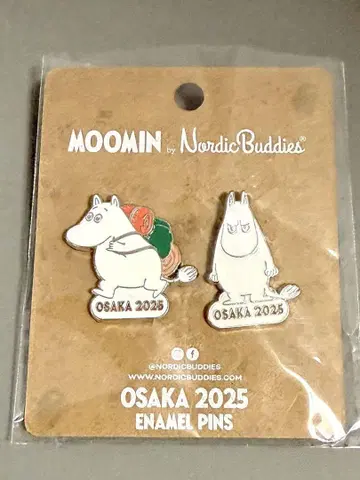 MOOMIN by NordicBuddies®
OSAKA 2025
OSAKA 2025
@NORDICBUDDIES
WWW.NORDICBUDDIES.COM
OSAKA 2025
ENAMEL PINS